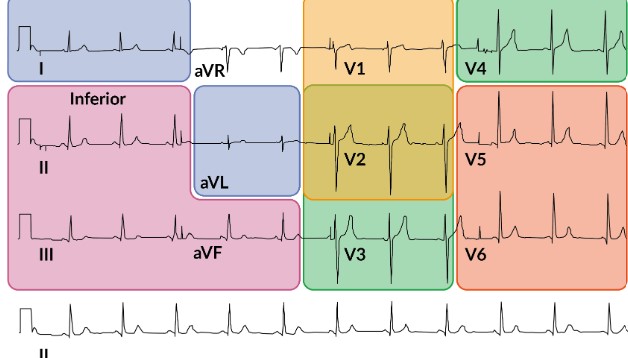 I aVR V1 V4
Inferior
II aVL V2 V5
III aVF V3 V6
II